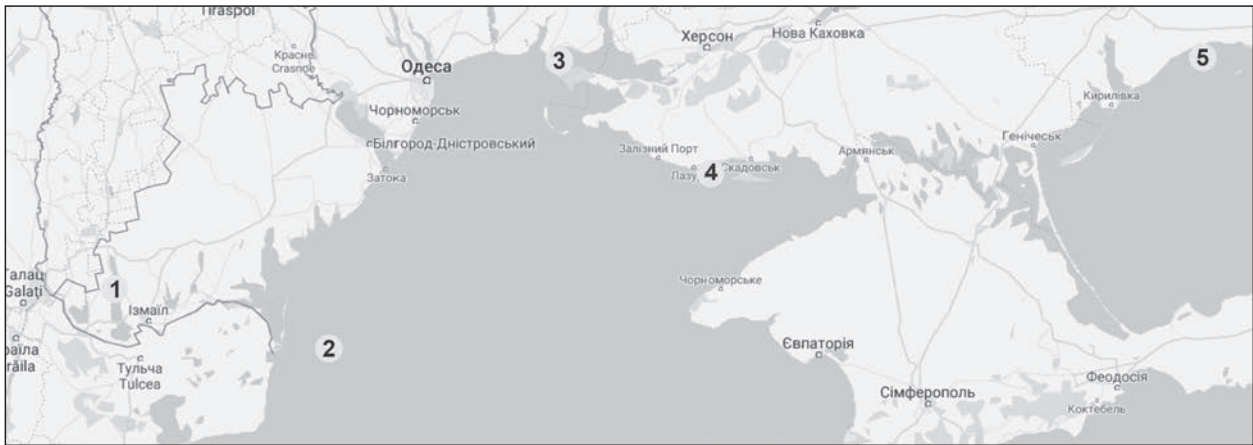 Tiraspol
Красне
Crasnoe
Одеса
Чорноморськ
Білгород-Дністровський
Затока
3
Херсон
Нова Каховка
5
Кирилівка
Генічеськ
Залізний Порт
Лазу
4
Скадовськ
Армянськ
Чорноморське
Галац
Galați
1
Ізмаїл
2
Тульча
Tulcea
Євпаторія
Сімферополь
Феодосія
Коктебель